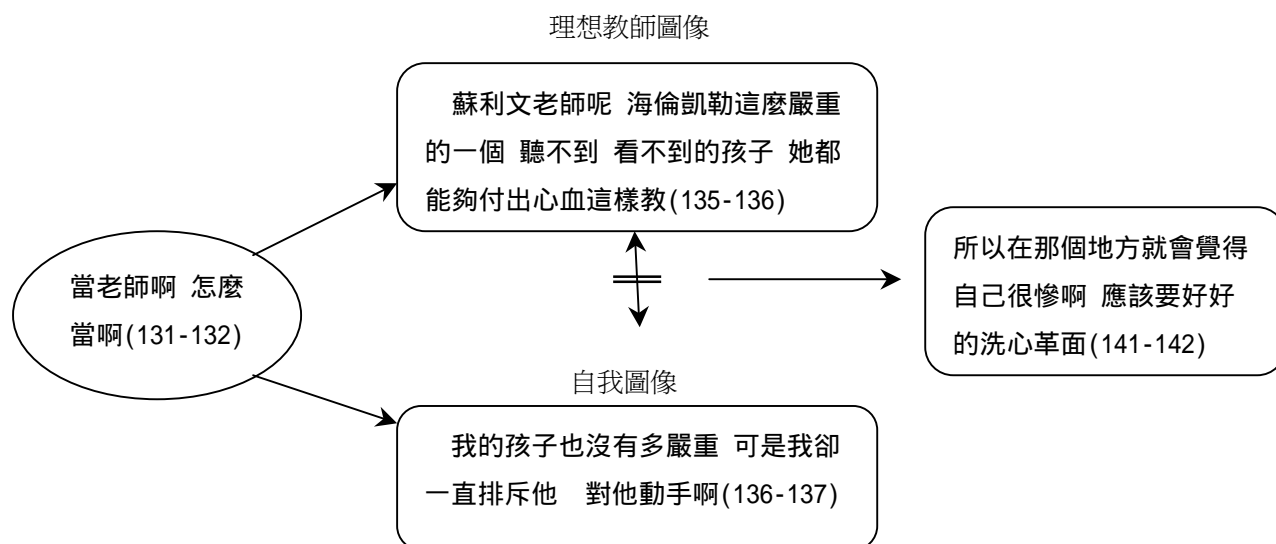 理想教師圖像
蘇利文老師呢 海倫凱勒這麼嚴重
的一個 聽不到 看不到的孩子 她都
能夠付出心血這樣教(135-136)
當老師啊 怎麼
當啊(131-132)
所以在那個地方就會覺得
自己很慘啊 應該要好好
的洗心革面(141-142)
自我圖像
我的孩子也沒有多嚴重 可是我卻
一直排斥他 對他動手啊(136-137)